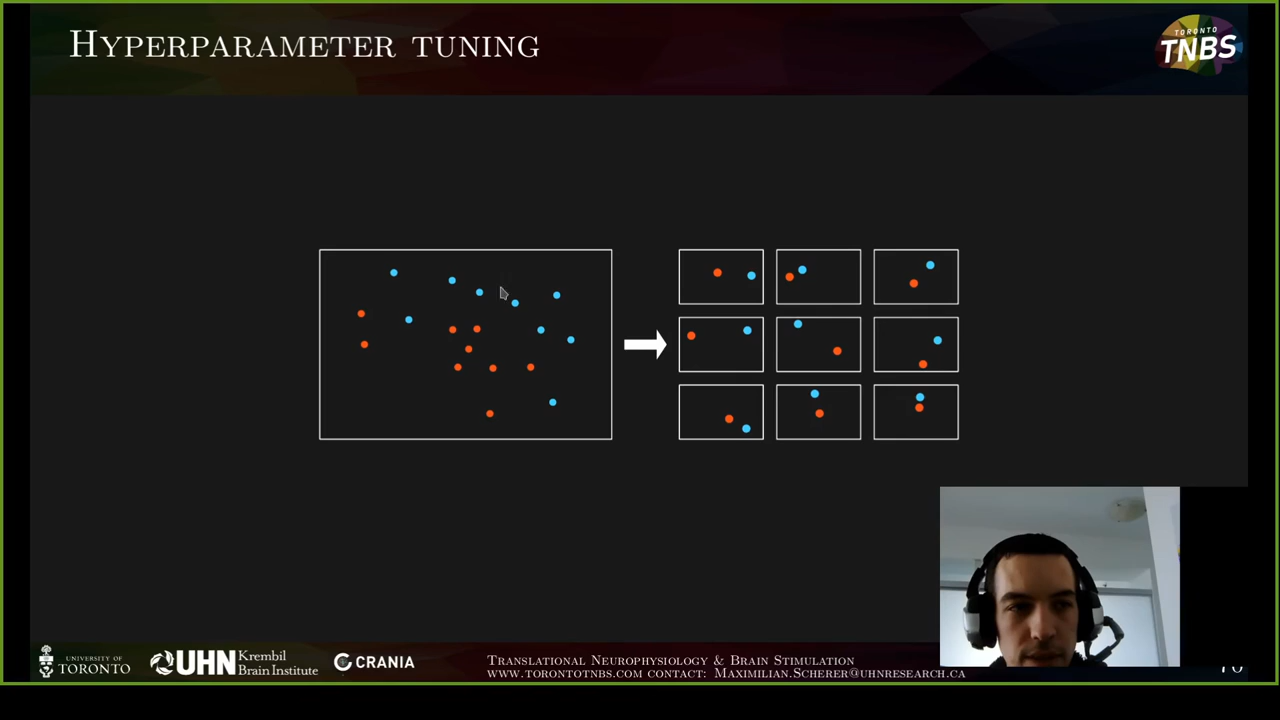 Hyperparameter tuning
TORONTO
TNBS
UNIVERSITY OF
TORONTO
UHN Krembil
Brain Institute
CRANIA
Translational Neurophysiology & Brain Stimulation
www.torontotnbs.com contact: Maximilian.Scherer@uhnresearch.ca